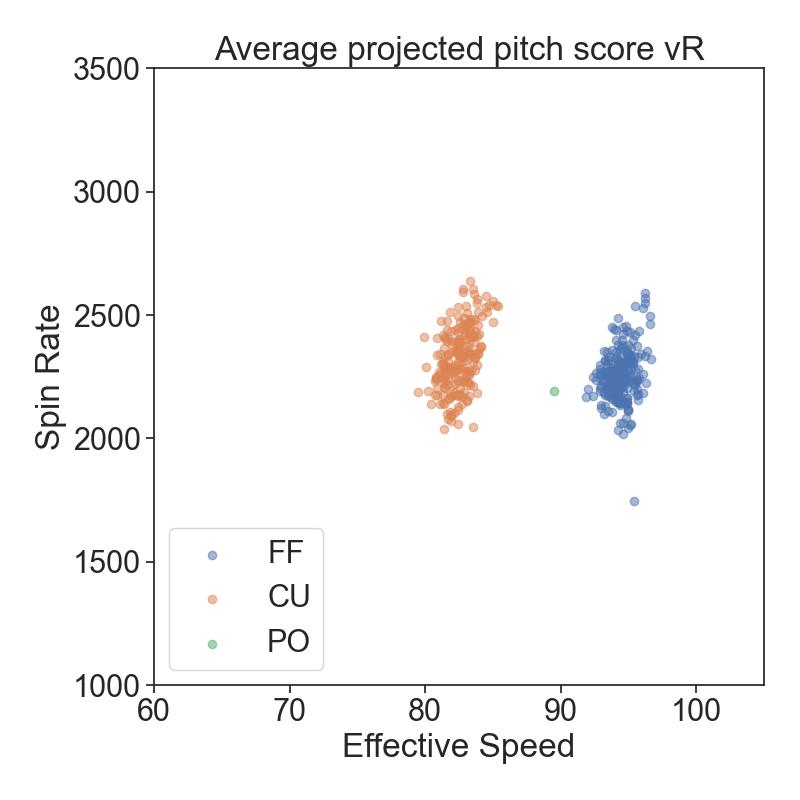 Average projected pitch score vR
3500
3000
2500
2000
1500
1000
Spin Rate
FF
CU
PO
60 70 80 90 100
Effective Speed